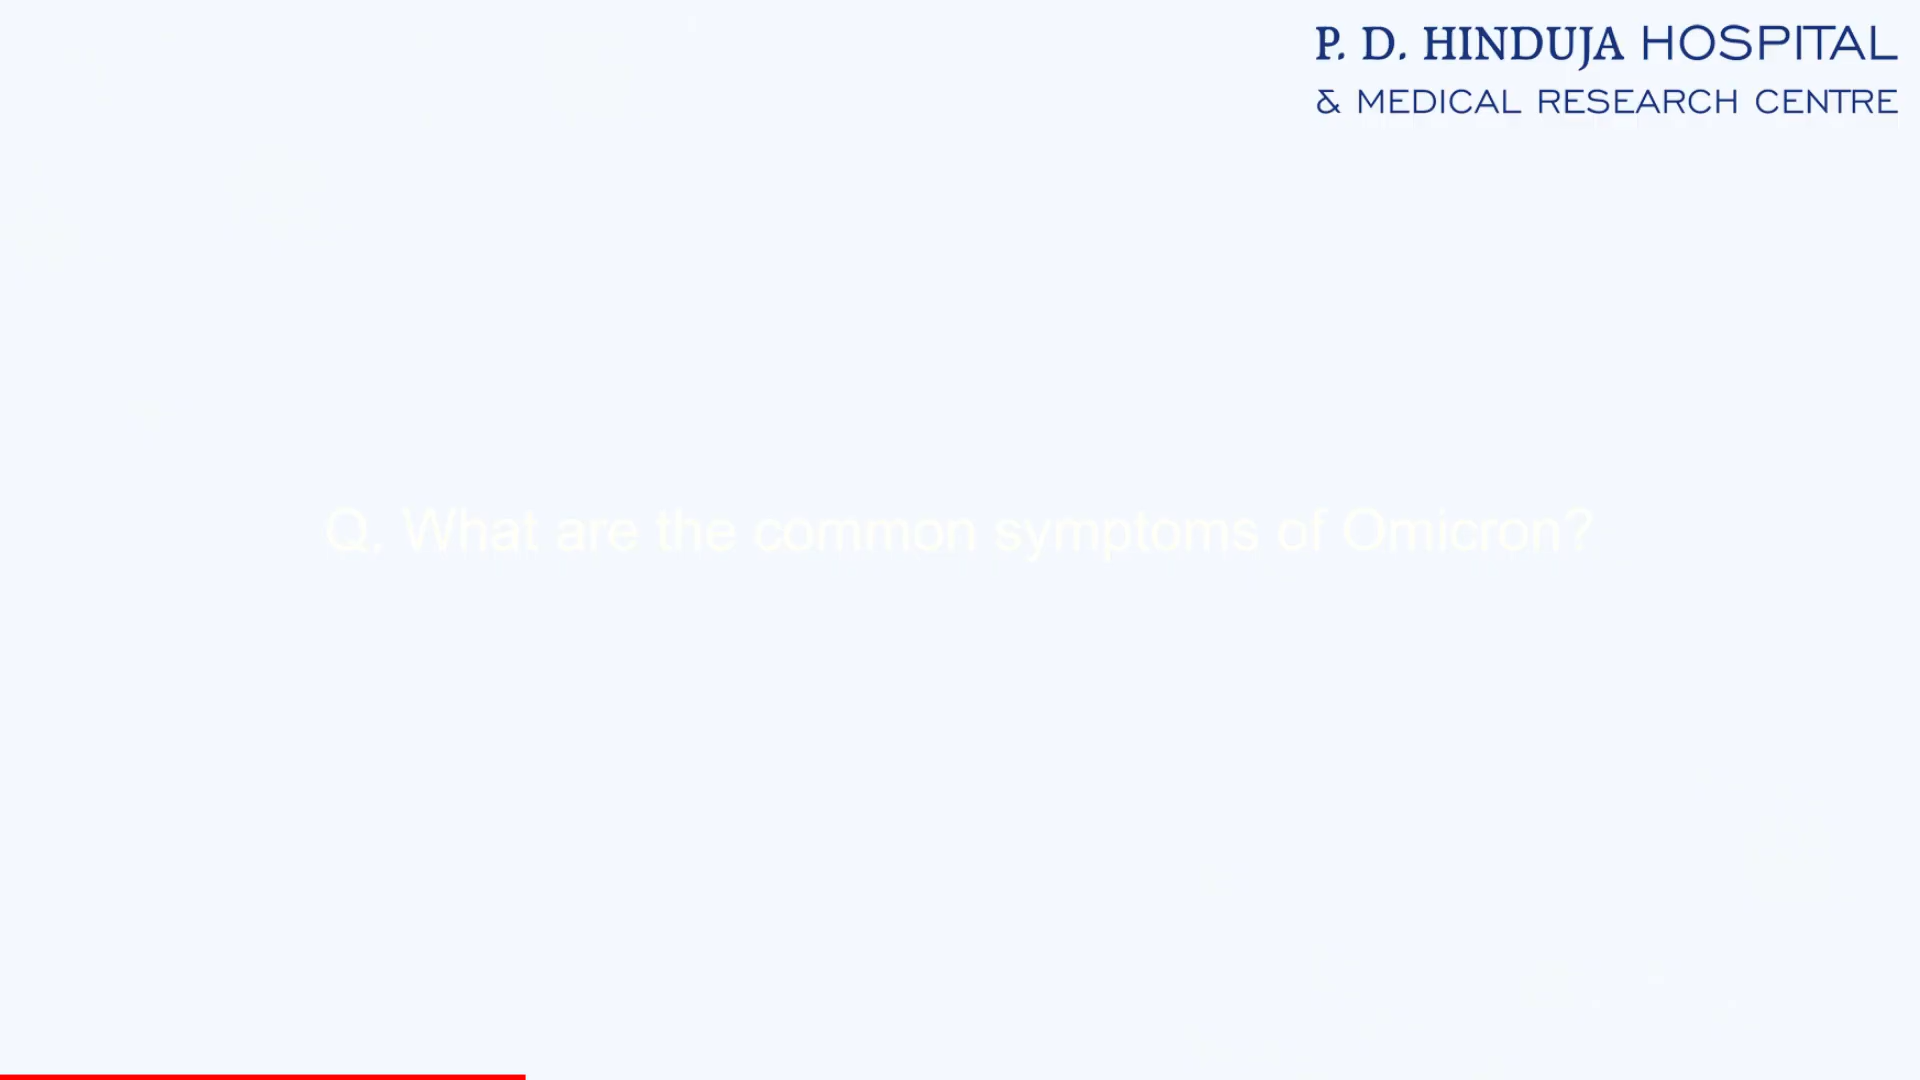 P. D. HINDUJA HOSPITAL
& MEDICAL RESEARCH CENTRE
Q. What are the common symptoms of Omicron?